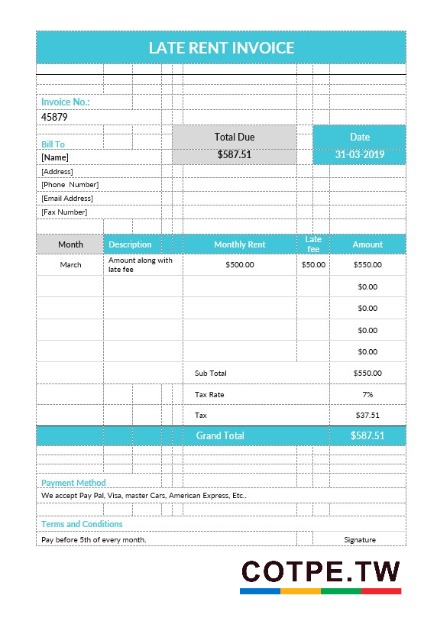 LATE RENT INVOICE
Invoice No.:
45879
Total Due
Date
Bill To
$587.51
31-03-2019
[Name]
[Address]
[Phone Number]
[Email Address]
[Fax Number]
Month Description Monthly Rent Late fee Amount
March Amount along with late fee $500.00 $50.00 $550.00
$0.00
$0.00
$0.00
$0.00
Sub Total $550.00
Tax Rate 7%
Tax $37.51
Grand Total $587.51
Payment Method
We accept Pay Pal, Visa, master Cars, American Express, Etc..
Terms and Conditions
Pay before 5th of every month. Signature
COTPE.TW